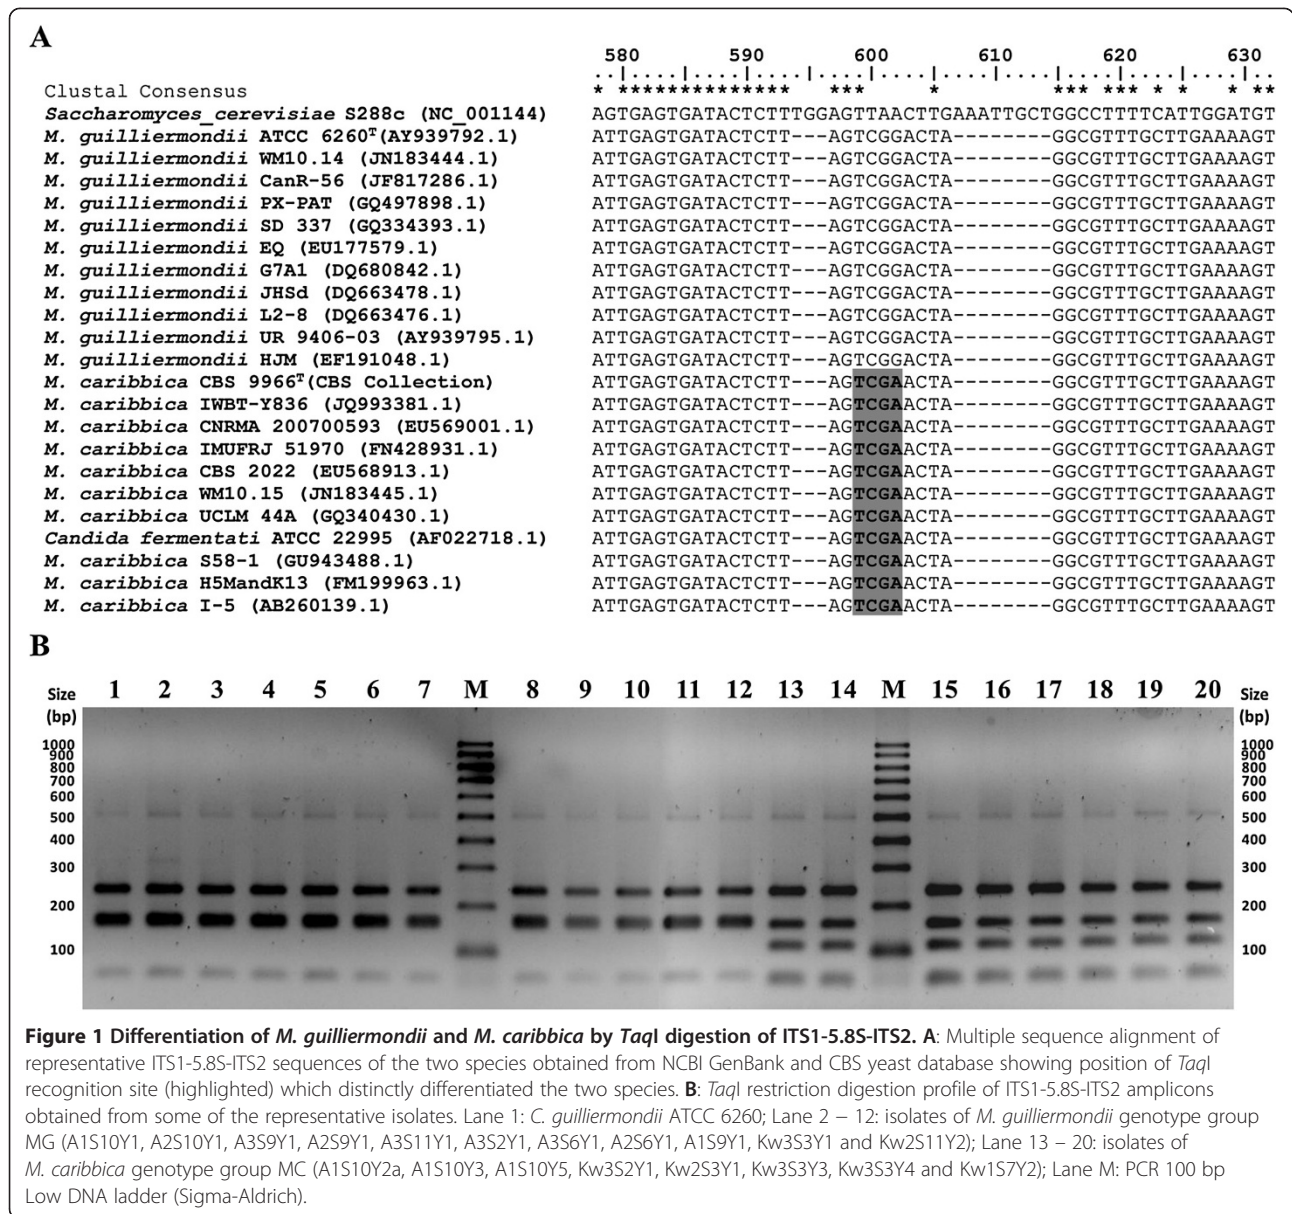 A
580 590 600 610 620 630
Clustal Consensus * ************** *** * *** **** * * * **
Saccharomyces_cerevisiae S288c (NC_001144) AGTGAGTGATACTCTTTGGAGTTAACTTGAAATTGCTGGCCTTTTCATTGGATGT
M. guilliermondii ATCC 6260T(AY939792.1) ATTGAGTGATACTCTT---AGTCGGACTA--------GGCGTTTGCTTGAAAAGT
M. guilliermondii WM10.14 (JN183444.1) ATTGAGTGATACTCTT---AGTCGGACTA--------GGCGTTTGCTTGAAAAGT
M. guilliermondii CanR-56 (JF817286.1) ATTGAGTGATACTCTT---AGTCGGACTA--------GGCGTTTGCTTGAAAAGT
M. guilliermondii PX-PAT (GQ497898.1) ATTGAGTGATACTCTT---AGTCGGACTA--------GGCGTTTGCTTGAAAAGT
M. guilliermondii SD 337 (GQ334393.1) ATTGAGTGATACTCTT---AGTCGGACTA--------GGCGTTTGCTTGAAAAGT
M. guilliermondii EQ (EU177579.1) ATTGAGTGATACTCTT---AGTCGGACTA--------GGCGTTTGCTTGAAAAGT
M. guilliermondii G7A1 (DQ680842.1) ATTGAGTGATACTCTT---AGTCGGACTA--------GGCGTTTGCTTGAAAAGT
M. guilliermondii JHSd (DQ663478.1) ATTGAGTGATACTCTT---AGTCGGACTA--------GGCGTTTGCTTGAAAAGT
M. guilliermondii L2-8 (DQ663476.1) ATTGAGTGATACTCTT---AGTCGGACTA--------GGCGTTTGCTTGAAAAGT
M. guilliermondii UR 9406-03 (AY939795.1) ATTGAGTGATACTCTT---AGTCGGACTA--------GGCGTTTGCTTGAAAAGT
M. guilliermondii HJM (EF191048.1) ATTGAGTGATACTCTT---AGTCGGACTA--------GGCGTTTGCTTGAAAAGT
M. caribbica CBS 9966T(CBS Collection) ATTGAGTGATACTCTT---AGTCGAACTA--------GGCGTTTGCTTGAAAAGT
M. caribbica IWBT-Y836 (JQ993381.1) ATTGAGTGATACTCTT---AGTCGAACTA--------GGCGTTTGCTTGAAAAGT
M. caribbica CNRMA 200700593 (EU569001.1) ATTGAGTGATACTCTT---AGTCGAACTA--------GGCGTTTGCTTGAAAAGT
M. caribbica IMUFRJ 51970 (FN428931.1) ATTGAGTGATACTCTT---AGTCGAACTA--------GGCGTTTGCTTGAAAAGT
M. caribbica CBS 2022 (EU568913.1) ATTGAGTGATACTCTT---AGTCGAACTA--------GGCGTTTGCTTGAAAAGT
M. caribbica WM10.15 (JN183445.1) ATTGAGTGATACTCTT---AGTCGAACTA--------GGCGTTTGCTTGAAAAGT
M. caribbica UCLM 44A (GQ340430.1) ATTGAGTGATACTCTT---AGTCGAACTA--------GGCGTTTGCTTGAAAAGT
Candida fermentati ATCC 22995 (AF022718.1) ATTGAGTGATACTCTT---AGTCGAACTA--------GGCGTTTGCTTGAAAAGT
M. caribbica S58-1 (GU943488.1) ATTGAGTGATACTCTT---AGTCGAACTA--------GGCGTTTGCTTGAAAAGT
M. caribbica H5MandK13 (FM199963.1) ATTGAGTGATACTCTT---AGTCGAACTA--------GGCGTTTGCTTGAAAAGT
M. caribbica I-5 (AB260139.1) ATTGAGTGATACTCTT---AGTCGAACTA--------GGCGTTTGCTTGAAAAGT
B
Size (bp) 1 2 3 4 5 6 7 M 8 9 10 11 12 13 14 M 15 16 17 18 19 20 Size (bp)
1000 1000
900 900
800 800
700 700
600 600
500 500
400 400
300 300
200 200
100 100
Figure 1 Differentiation of M. guilliermondii and M. caribbica by TaqI digestion of ITS1-5.8S-ITS2. A: Multiple sequence alignment of
representative ITS1-5.8S-ITS2 sequences of the two species obtained from NCBI GenBank and CBS yeast database showing position of TaqI
recognition site (highlighted) which distinctly differentiated the two species. B: TaqI restriction digestion profile of ITS1-5.8S-ITS2 amplicons
obtained from some of the representative isolates. Lane 1: C. guilliermondii ATCC 6260; Lane 2 – 12: isolates of M. guilliermondii genotype group
MG (A1S10Y1, A2S10Y1, A3S9Y1, A2S9Y1, A3S11Y1, A3S2Y1, A3S6Y1, A2S6Y1, A1S9Y1, Kw3S3Y1 and Kw2S11Y2); Lane 13 – 20: isolates of
M. caribbica genotype group MC (A1S10Y2a, A1S10Y3, A1S10Y5, Kw3S2Y1, Kw2S3Y1, Kw3S3Y3, Kw3S3Y4 and Kw1S7Y2); Lane M: PCR 100 bp
Low DNA ladder (Sigma-Aldrich).